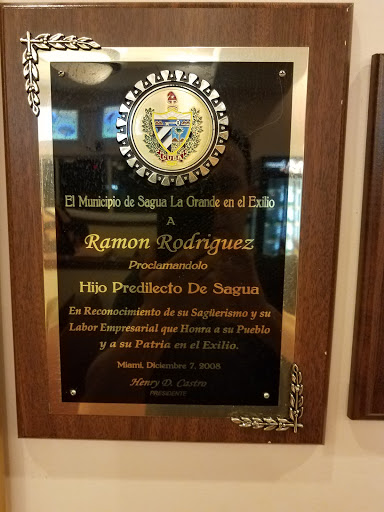 CUBA
El Municipio de Sagua La Grande en el Exilio
A
Ramon Rodriguez
Proclamandolo
Hijo Predilecto De Sagua
En Reconocimiento de su Sagüerismo y su
Labor Empresarial que Honra a su Pueblo
y a su Patria en el Exilio.
Miami, Diciembre 7, 2008
Henry D. Castro
PRESIDENTE